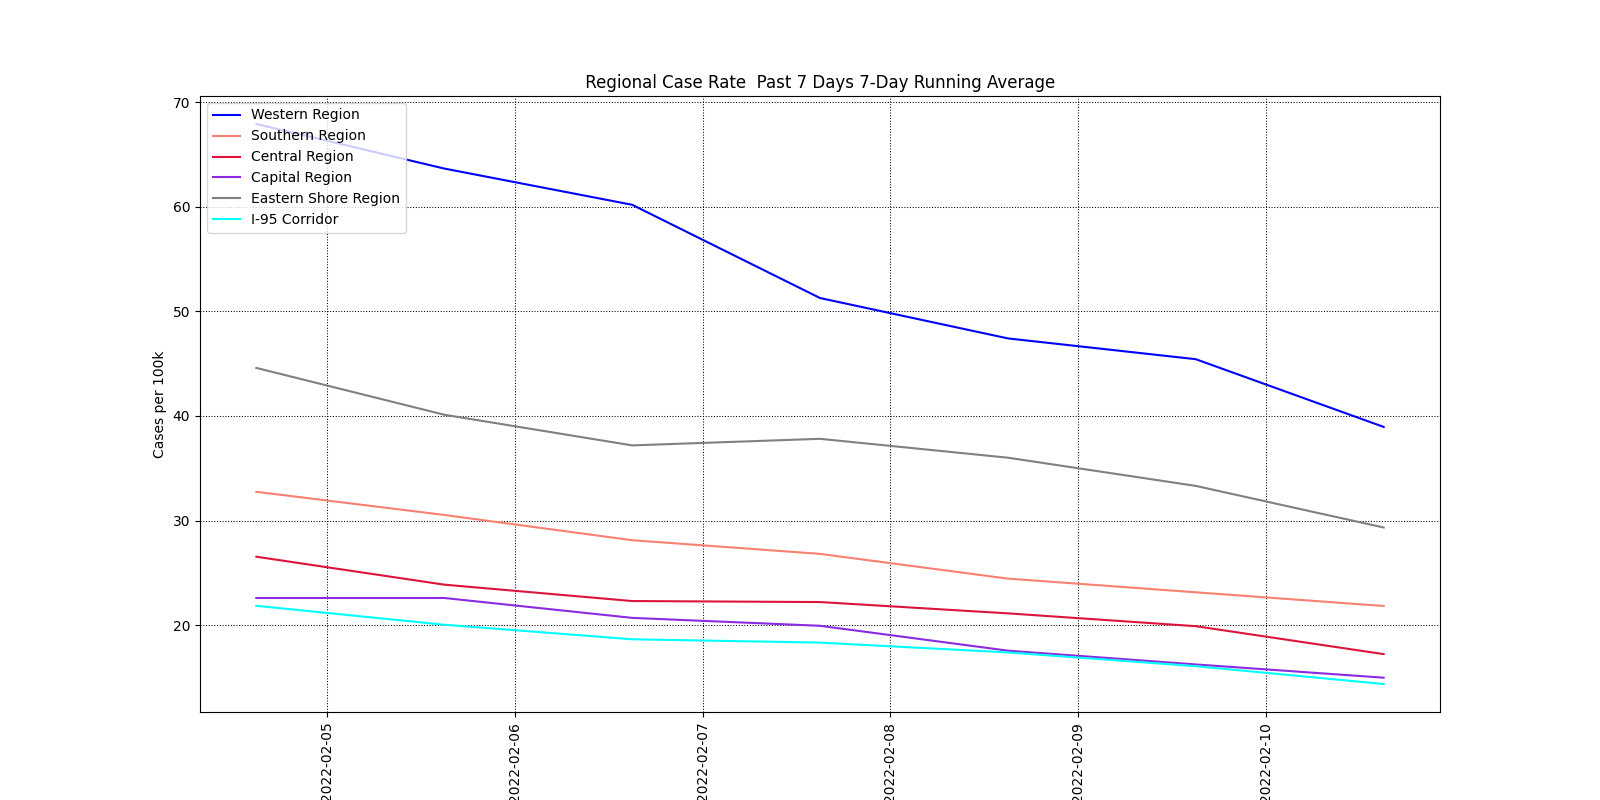 Regional Case Rate  Past 7 Days 7-Day Running Average
70
60
50
40
30
20
Cases per 100k
Western Region
Southern Region
Central Region
Capital Region
Eastern Shore Region
I-95 Corridor
2022-02-05
2022-02-06
2022-02-07
2022-02-08
2022-02-09
2022-02-10